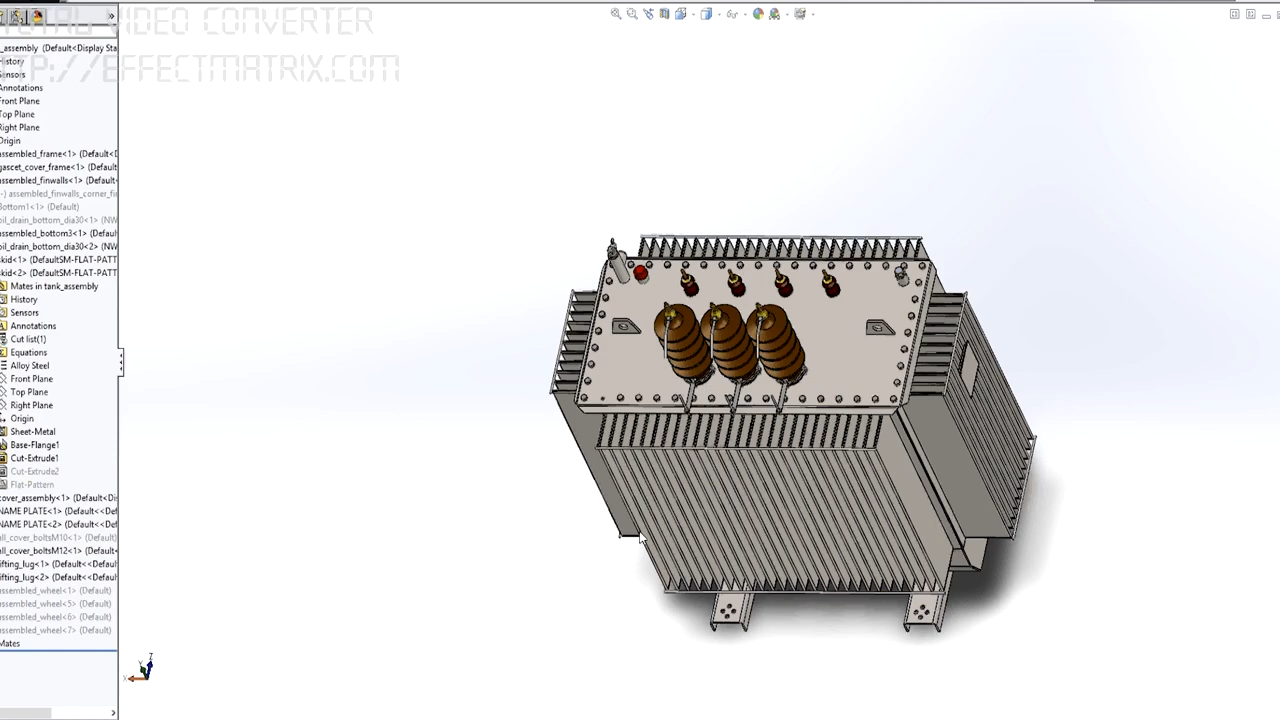 TOTAL VIDEO CONVERTER
HTTP://EFFECTMATRIX.COM
_assembly (Default<Display Sta
History
Sensors
Annotations
Front Plane
Top Plane
Right Plane
Origin
assembled_frame<1> (Default<D
gascet_cover_frame<1> (Default
assembled_finwalls<1> (Default<
(-) assembled_finwalls_corner_fi
Bottom1<1> (Default)
oil_drain_bottom_dia30<1> (NW
assembled_bottom3<1> (Default
oil_drain_bottom_dia30<2> (NW
skid<1> (DefaultSM-FLAT-PATT
skid<2> (DefaultSM-FLAT-PATT
Mates in tank_assembly
History
Sensors
Annotations
Cut list(1)
Equations
Alloy Steel
Front Plane
Top Plane
Right Plane
Origin
Sheet-Metal
Base-Flange1
Cut-Extrude1
Cut-Extrude2
Flat-Pattern
cover_assembly<1> (Default<Dis
NAME PLATE<1> (Default<<Def
NAME PLATE<2> (Default<<Def
all_cover_boltsM10<1> (Default<
all_cover_boltsM12<1> (Default<
lifting_lug<1> (Default<<Default
lifting_lug<2> (Default<<Default
assembled_wheel<1> (Default)
assembled_wheel<5> (Default)
assembled_wheel<6> (Default)
assembled_wheel<7> (Default)
Mates
Z
Y
X